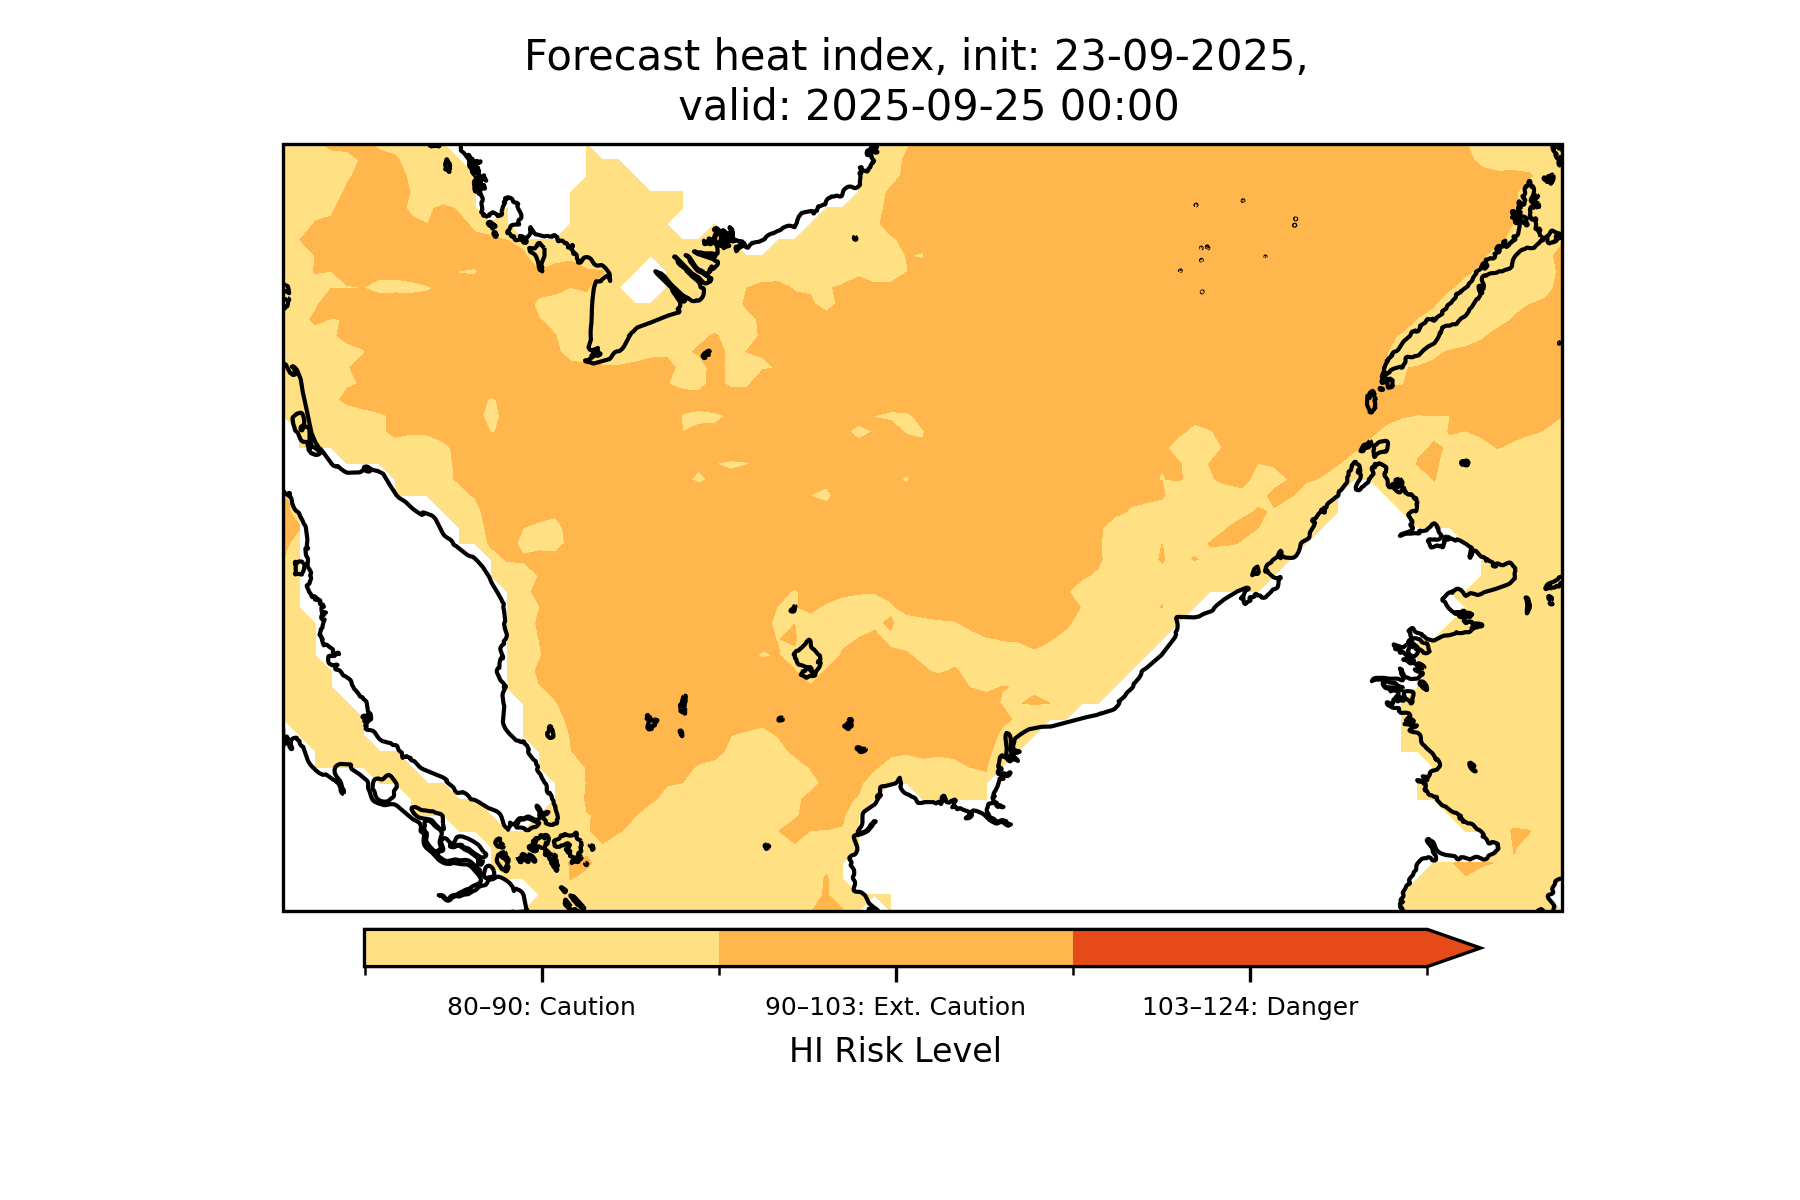 Forecast heat index, init: 23-09-2025,
valid: 2025-09-25 00:00
80–90: Caution
90–103: Ext. Caution
103–124: Danger
HI Risk Level